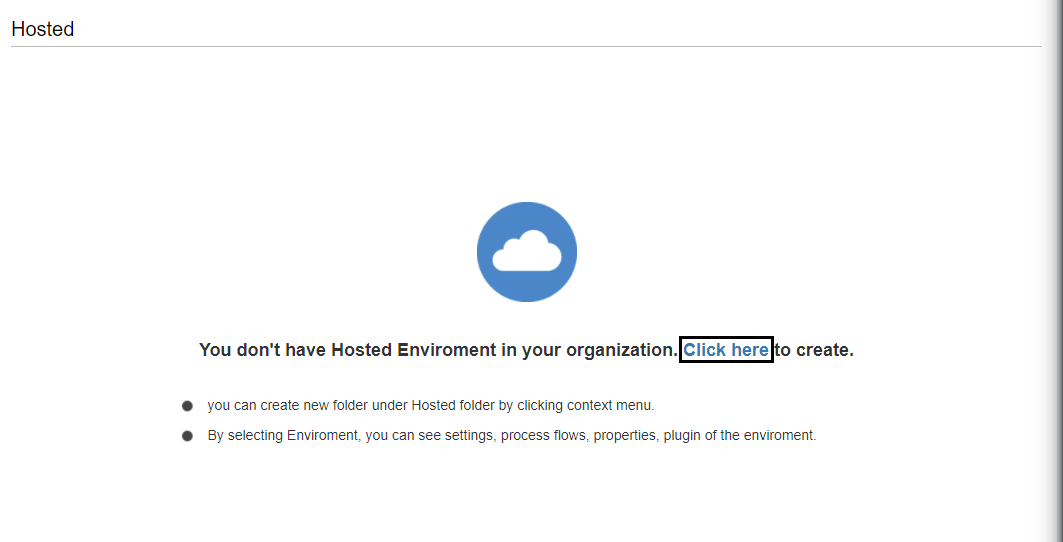 Hosted
You don't have Hosted Enviroment in your organization. Click here to create.
you can create new folder under Hosted folder by clicking context menu.
By selecting Enviroment, you can see settings, process flows, properties, plugin of the enviroment.